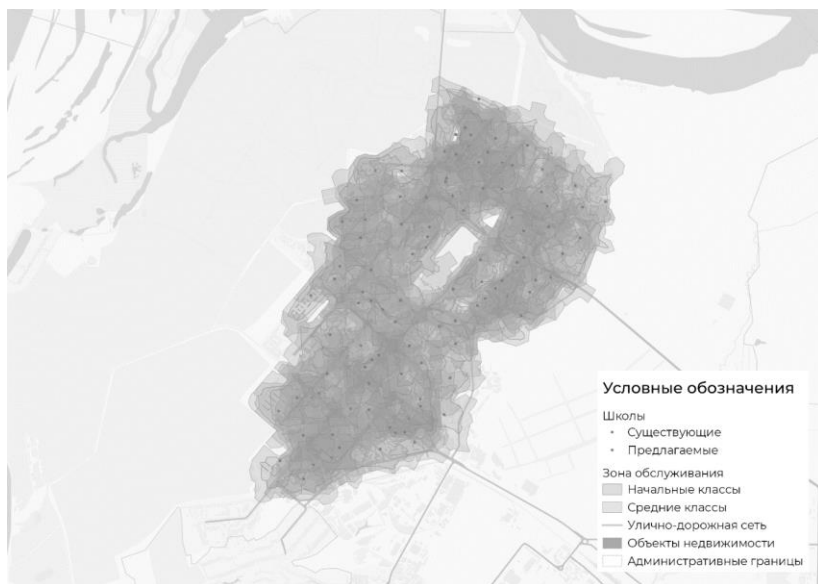 Условные обозначения
Школы
Существующие
Предлагаемые
Зона обслуживания
Начальные классы
Средние классы
Улично-дорожная сеть
Объекты недвижимости
Административные границы